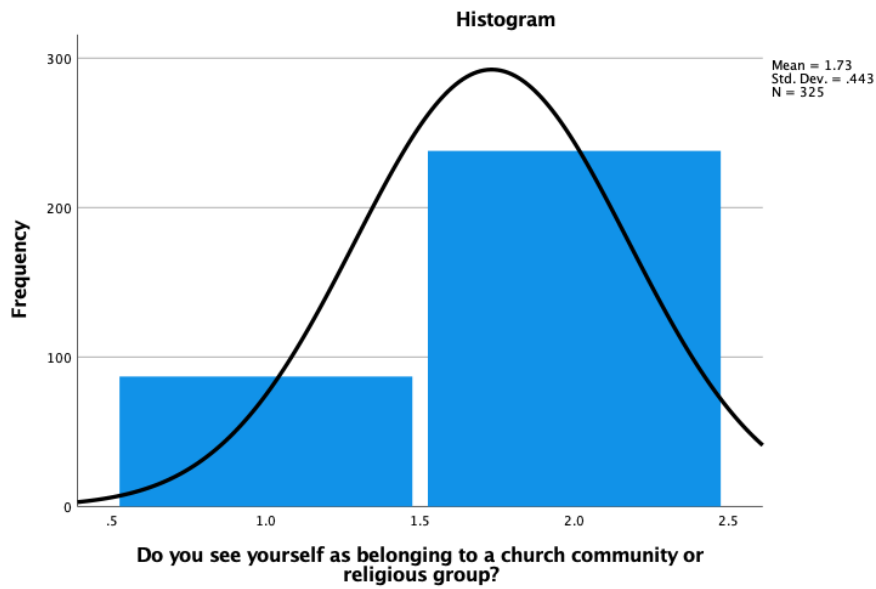 Histogram
Mean = 1.73
Std. Dev. = .443
N = 325
Frequency
300
200
100
0
.5 1.0 1.5 2.0 2.5
Do you see yourself as belonging to a church community or
religious group?